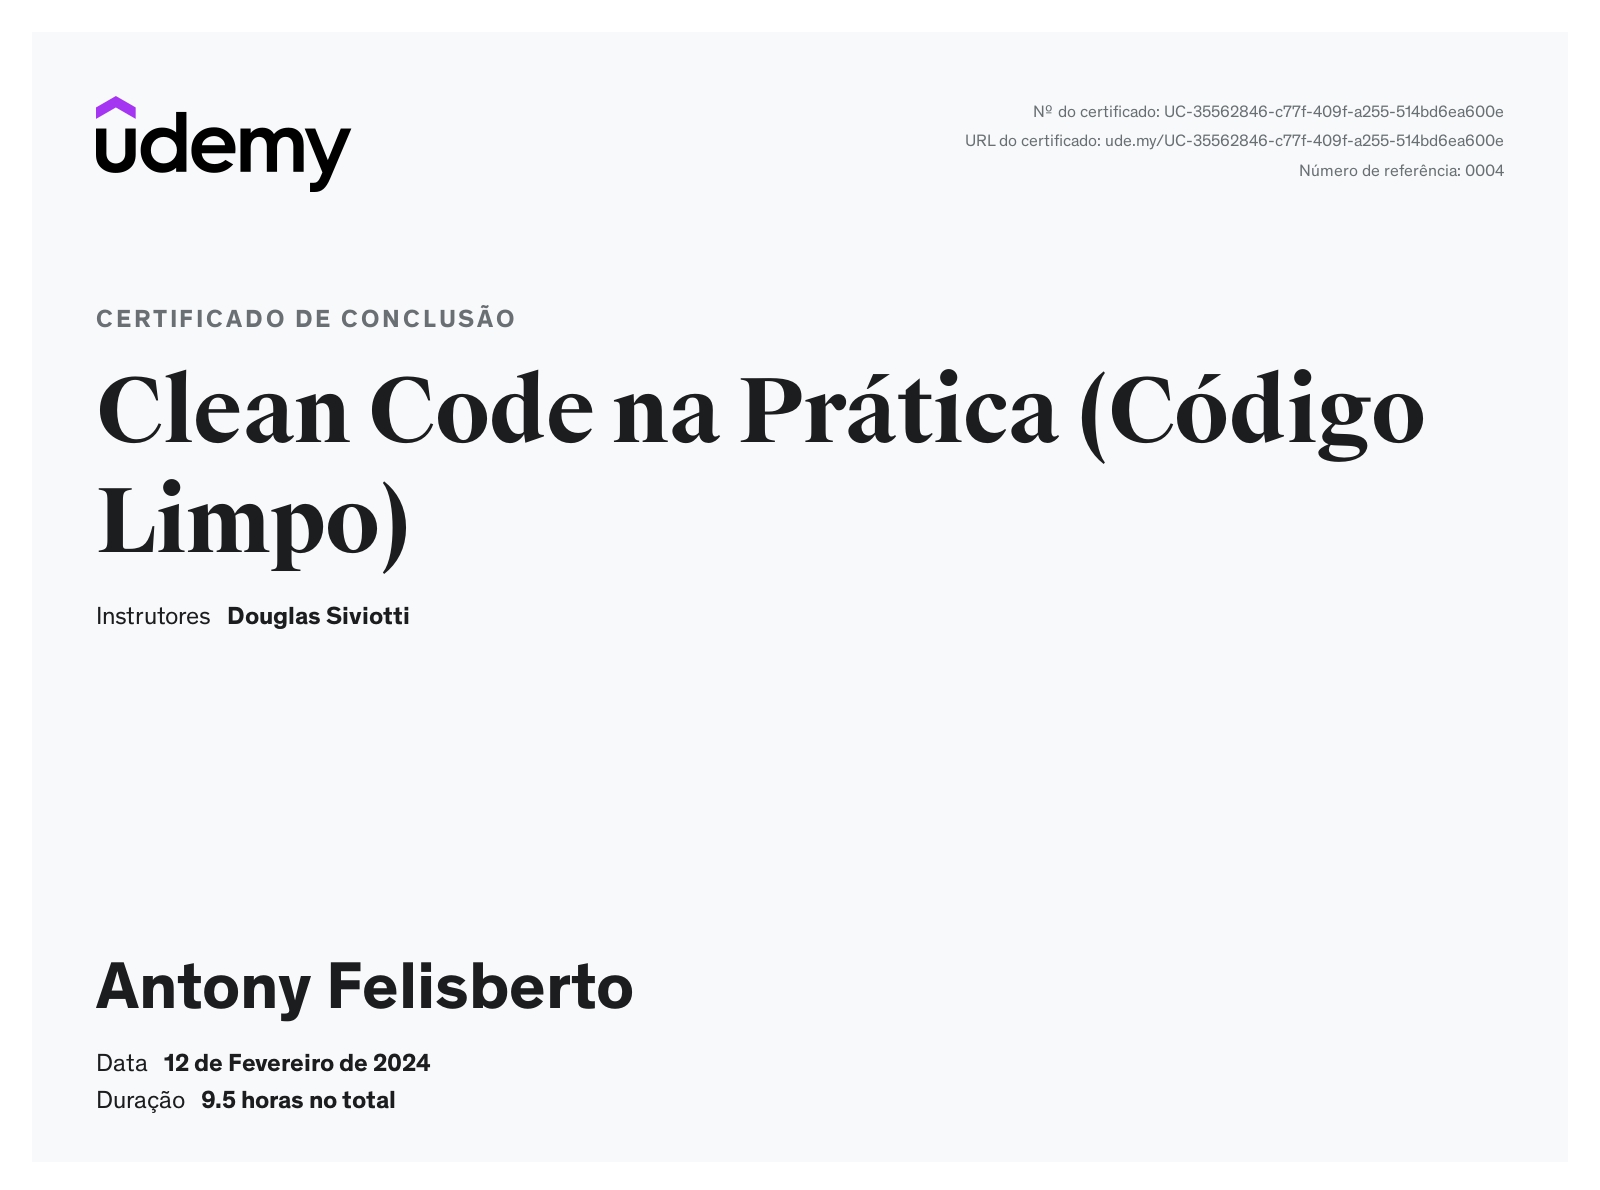 udemy
Nº do certificado: UC-35562846-c77f-409f-a255-514bd6ea600e
URL do certificado: ude.my/UC-35562846-c77f-409f-a255-514bd6ea600e
Número de referência: 0004
CERTIFICADO DE CONCLUSÃO
Clean Code na Prática (Código
Limpo)
Instrutores Douglas Siviotti
Antony Felisberto
Data 12 de Fevereiro de 2024
Duração 9.5 horas no total